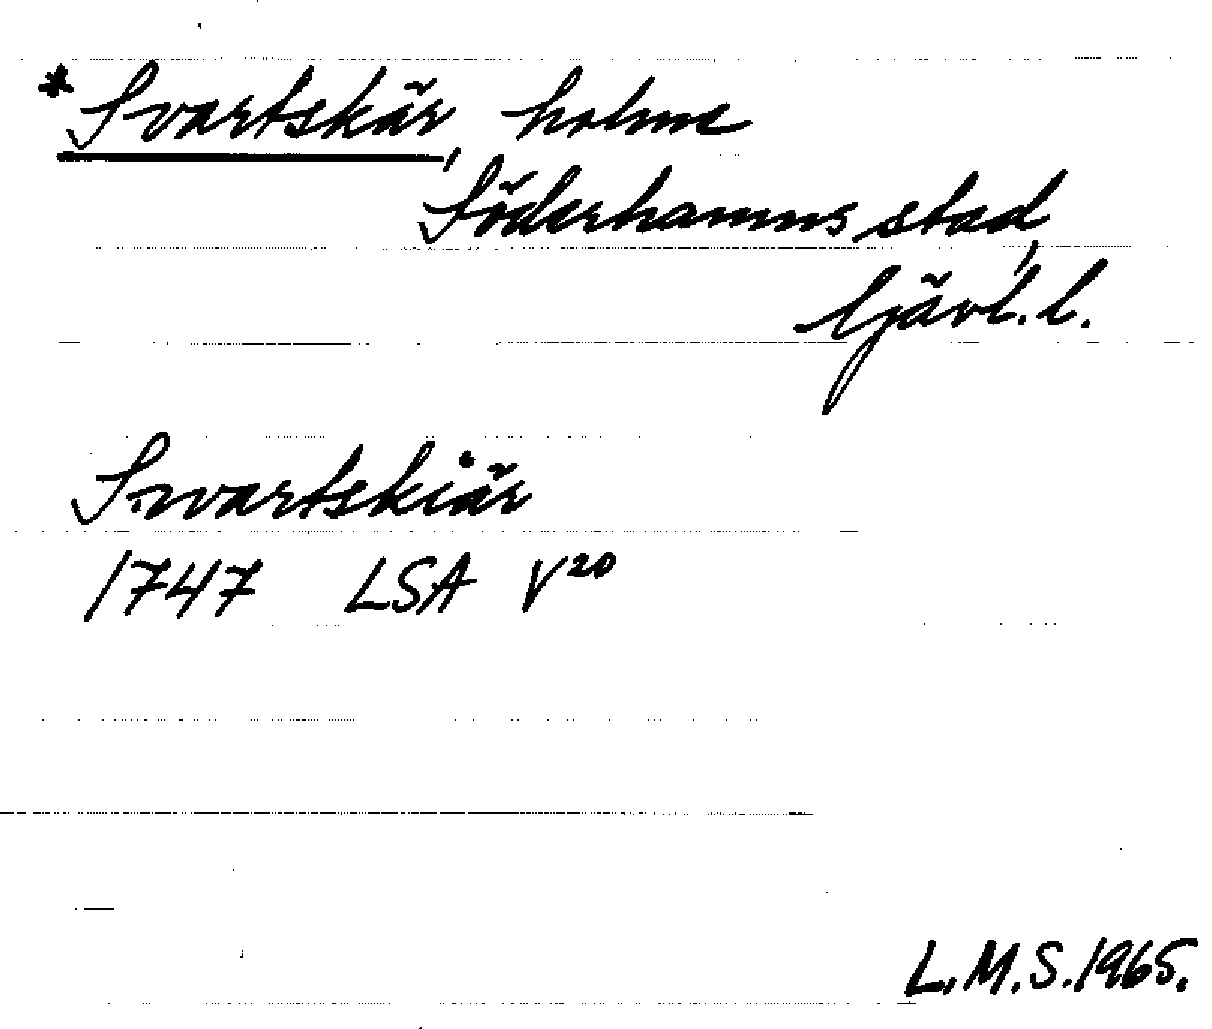 *Svartskär, holme
Söderhamns stad,
Gävl. l.
Swartskiär
1747 LSA V20
L.M.S. 1965.